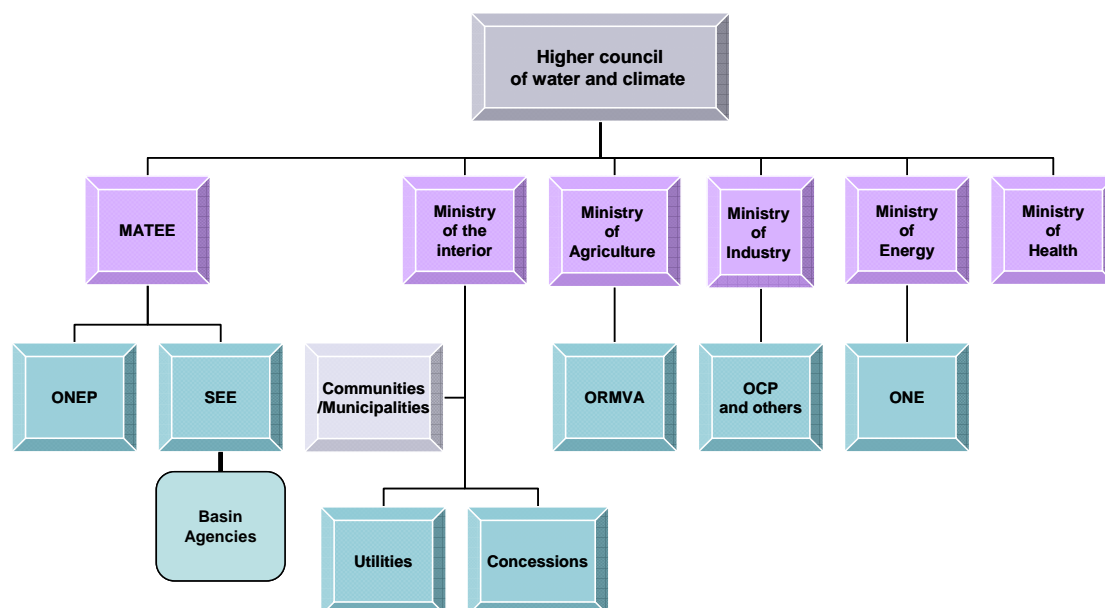 Higher council
of water and climate
MATEE
Ministry
of the
interior
Ministry
of
Agriculture
Ministry
of
Industry
Ministry
of
Energy
Ministry
of
Health
ONEP
SEE
Communities
/Municipalities
ORMVA
OCP
and others
ONE
Basin
Agencies
Utilities
Concessions